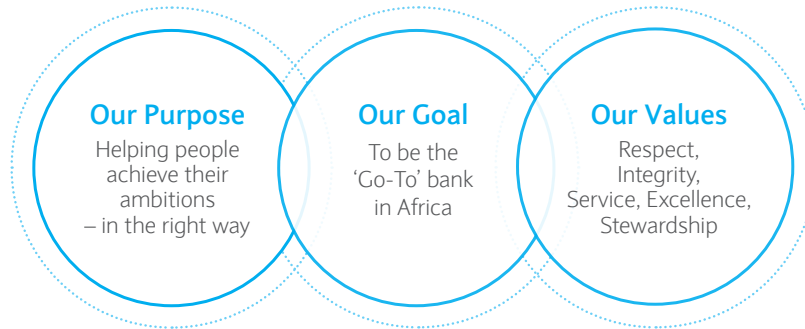 Our Purpose
Helping people
achieve their
ambitions
– in the right way
Our Goal
To be the
‘Go-To’ bank
in Africa
Our Values
Respect,
Integrity,
Service, Excellence,
Stewardship